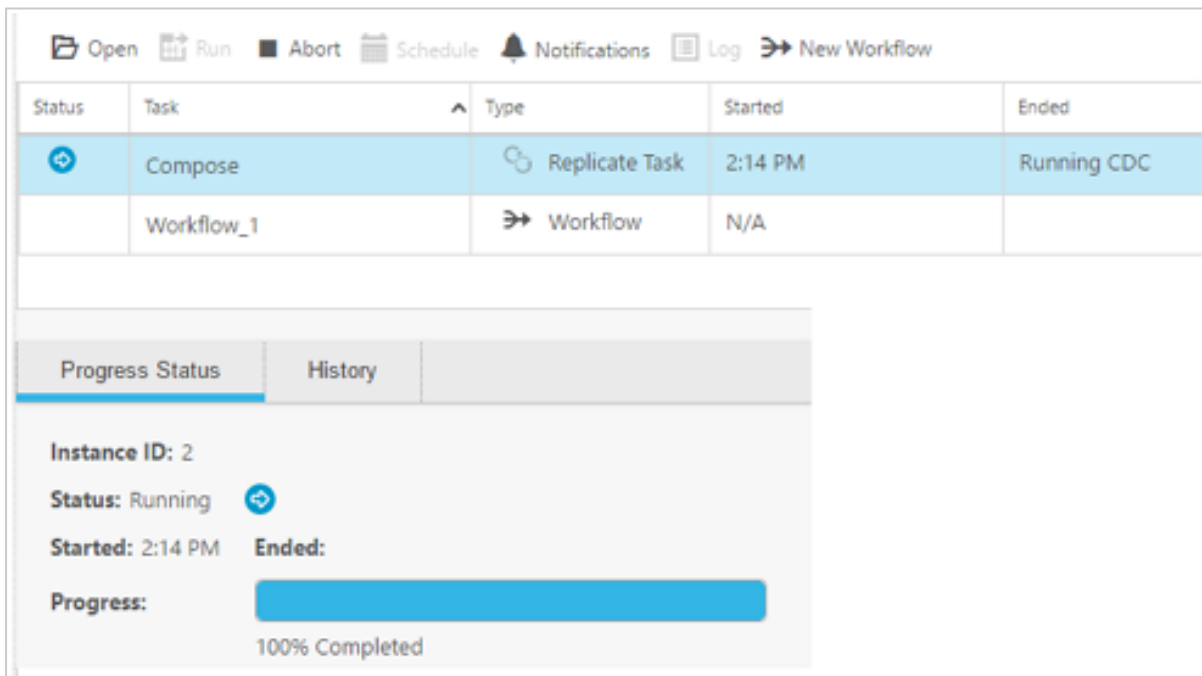 Open Run Abort Schedule Notifications Log New Workflow
Status Task Type Started Ended
Compose Replicate Task 2:14 PM Running CDC
Workflow_1 Workflow N/A
Progress Status History
Instance ID: 2
Status: Running
Started: 2:14 PM Ended:
Progress:
100% Completed